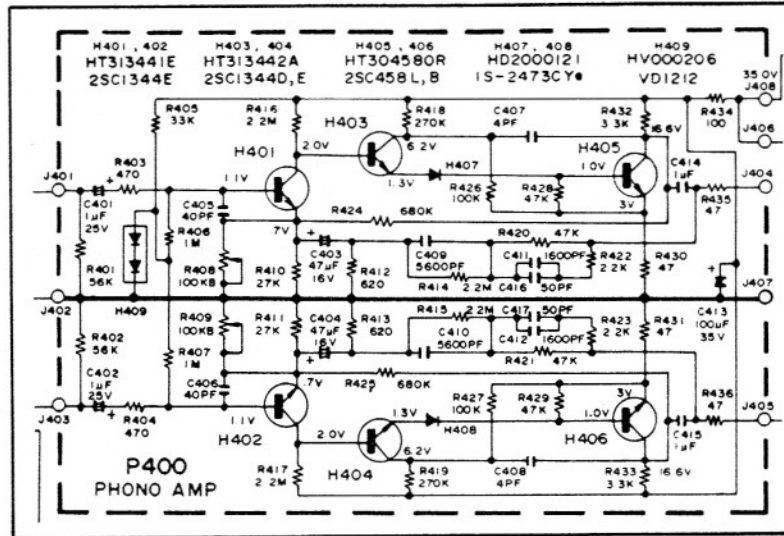 H401, 402 H403, 404 H405, 406 H407, 408 H409
HT313441E HT313442A HT304580R HD2000121 HV000206
2SC1344E 2SC1344D, E 2SC458L, B 1S-2473CY● VD1212
35.0V
J408
R405
33K
R416
2.2M
R418
270K
C407
4PF
R432
3.3K
R434
100
J406
H403
2.0V
6.2V
16.6V
H401
H407
H405
J401
R403
470
1.1V
1.3V
1.0V
C414
1µF
J404
C401
1µF
25V
C405
40PF
R426
100K
R428
47K
R435
47
R406
1M
R424
680K
3V
.7V
R420
47K
R401
56K
R408
100KB
R410
27K
C403
47µF
16V
R412
620
C409
5600PF
C411
1600PF
R422
2.2K
R430
47
H409
R414
2.2M
C416
50PF
J402
J407
R402
56K
R409
100KB
R411
27K
C404
47µF
16V
R413
620
R415
2.2M
C417
50PF
R431
47
C413
100µF
35V
R407
1M
C410
5600PF
C412
1600PF
R423
2.2K
R421
47K
C402
1µF
25V
C406
40PF
.7V
R425
680K
R427
100K
R429
47K
3V
R436
47
J403
R404
470
1.1V
1.3V
1.0V
J405
H402
H408
H406
C415
1µF
2.0V
6.2V
P400
PHONO AMP
R417
2.2M
H404
R419
270K
C408
4PF
R433
3.3K
16.6V